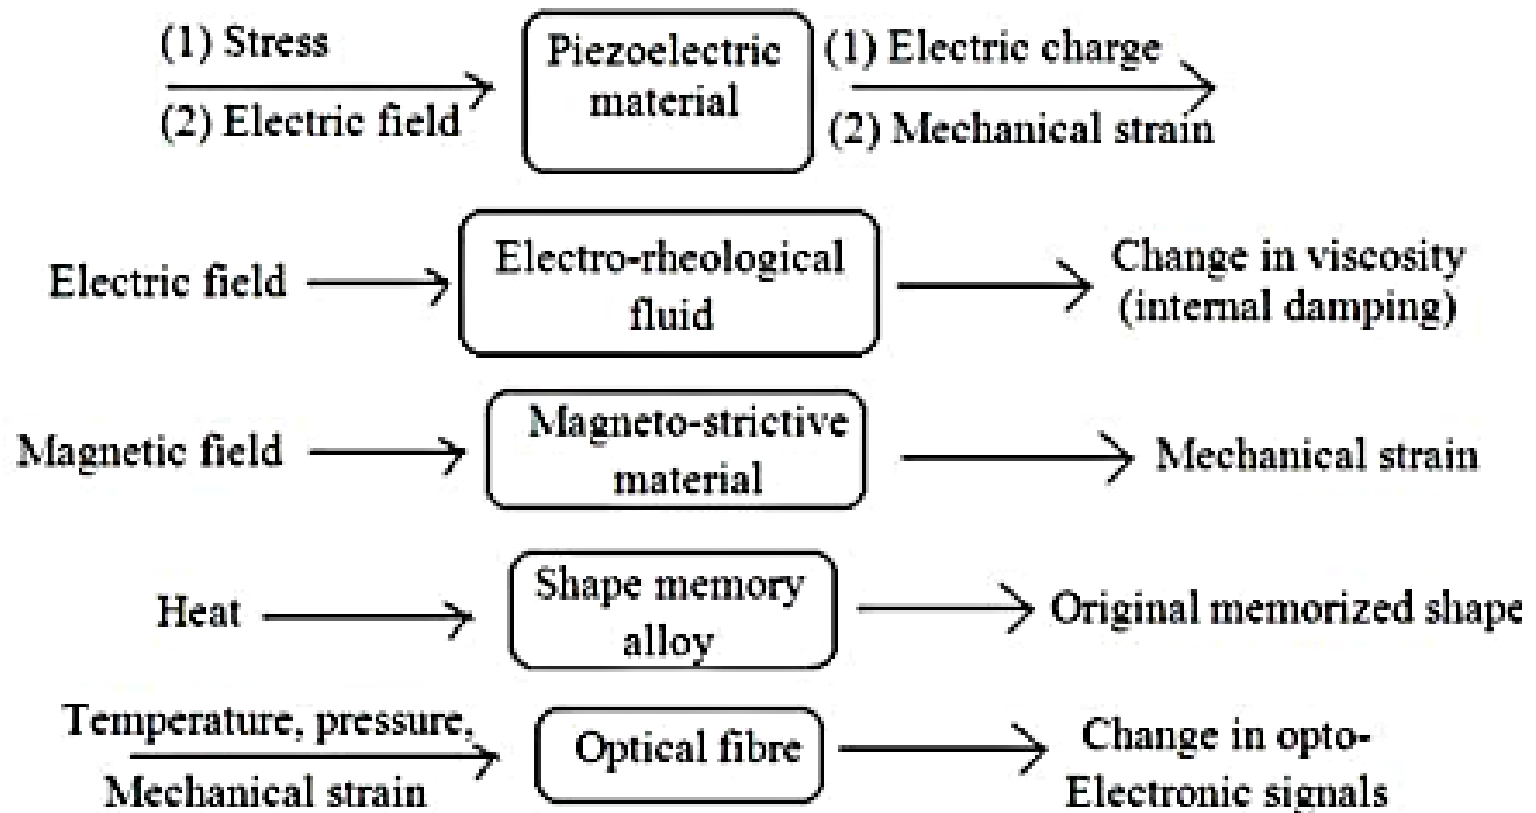 (1) Stress
(2) Electric field
Piezoelectric
material
(1) Electric charge
(2) Mechanical strain
Electric field
Electro-rheological
fluid
Change in viscosity
(internal damping)
Magnetic field
Magneto-strictive
material
Mechanical strain
Heat
Shape memory
alloy
Original memorized shape
Temperature, pressure,
Mechanical strain
Optical fibre
Change in opto-
Electronic signals